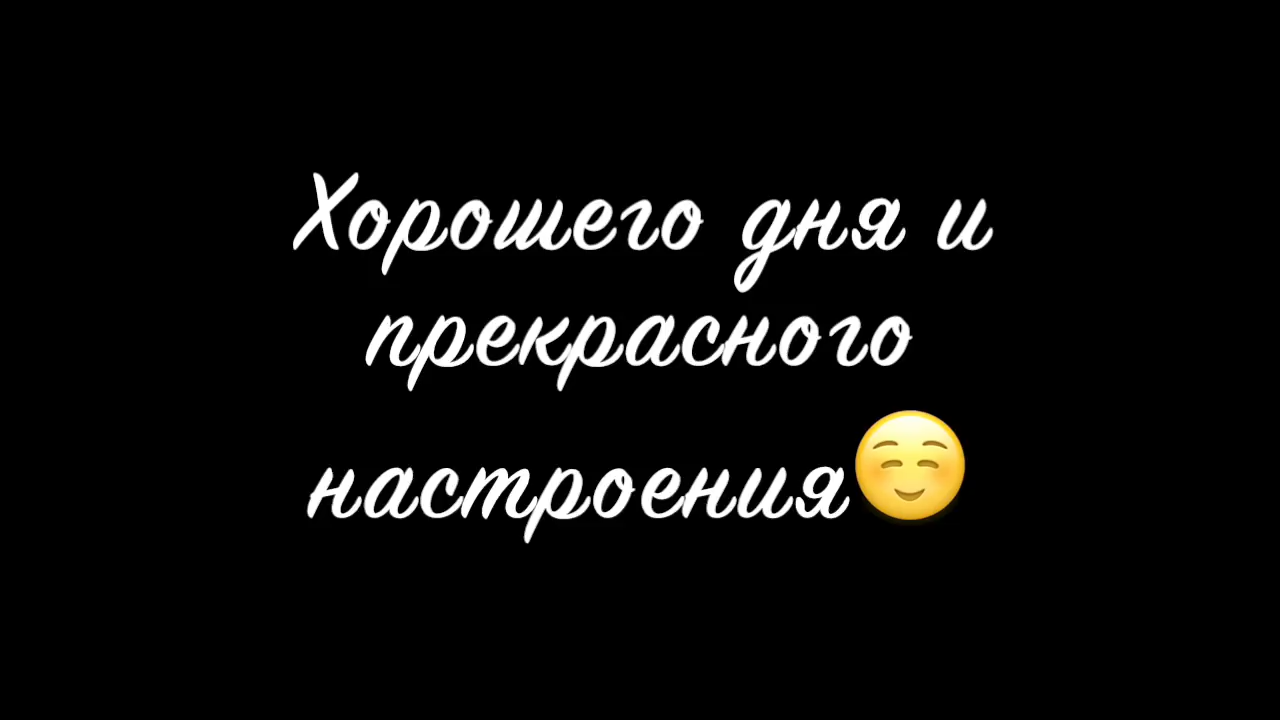 Хорошего дня и
прекрасного
настроения☺️